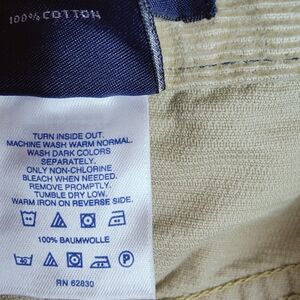 100% COTTON
TURN INSIDE OUT.
MACHINE WASH WARM NORMAL.
WASH DARK COLORS
SEPARATELY.
ONLY NON-CHLORINE
BLEACH WHEN NEEDED.
REMOVE PROMPTLY.
TUMBLE DRY LOW.
WARM IRON ON REVERSE SIDE.
100% BAUMWOLLE
P
RN 62830